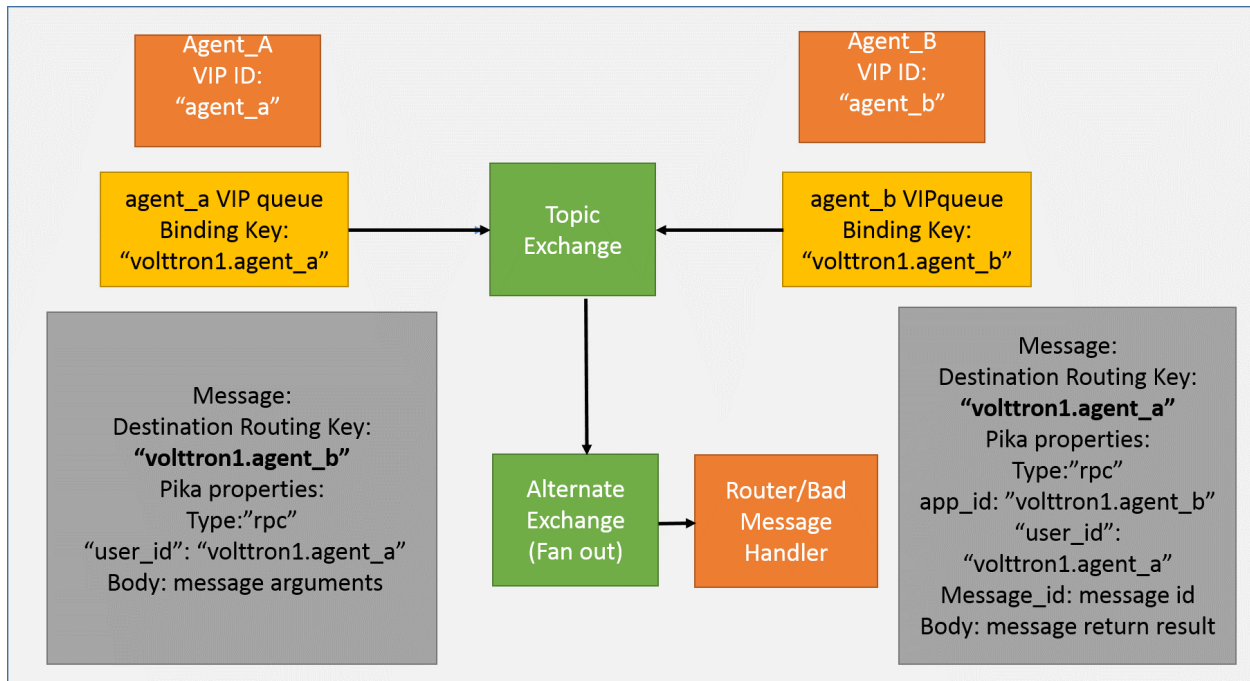 Agent_A
VIP ID:
“agent_a”
Agent_B
VIP ID:
“agent_b”
agent_a VIP queue
Binding Key:
“volttron1.agent_a”
Topic
Exchange
agent_b VIPqueue
Binding Key:
“volttron1.agent_b”
Message:
Destination Routing Key:
“volttron1.agent_b”
Pika properties:
Type:”rpc”
“user_id”: “volttron1.agent_a”
Body: message arguments
Alternate
Exchange
(Fan out)
Router/Bad
Message
Handler
Message:
Destination Routing Key:
“volttron1.agent_a”
Pika properties:
Type:”rpc”
app_id: ”volttron1.agent_b”
“user_id”:
“volttron1.agent_a”
Message_id: message id
Body: message return result